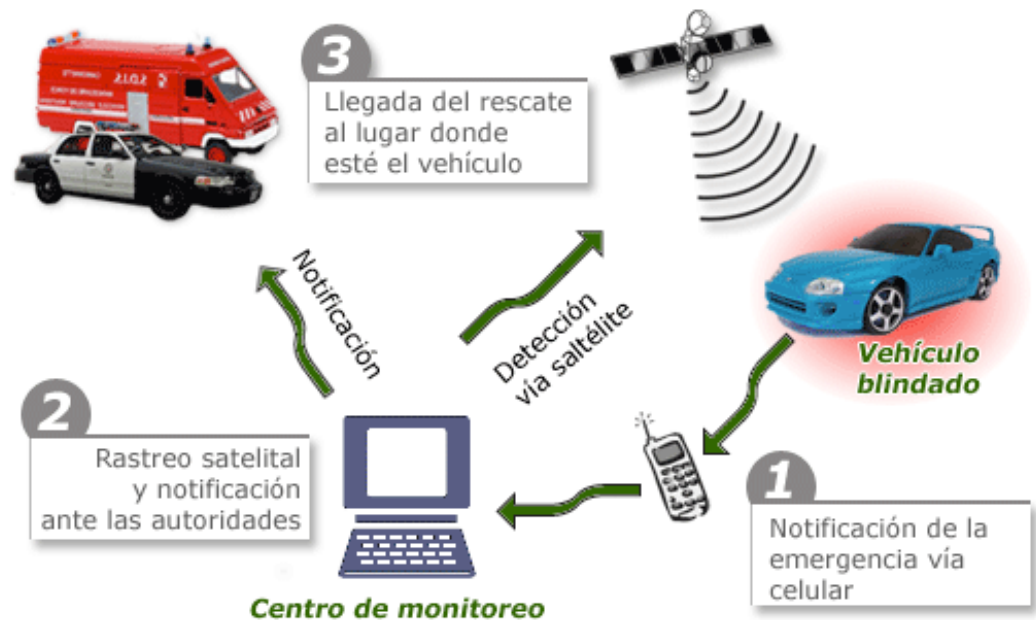 3
Llegada del rescate
al lugar donde
esté el vehículo
Notificación
Detección
vía saltélite
Vehículo
blindado
2
Rastreo satelital
y notificación
ante las autoridades
1
Notificación de la
emergencia vía
celular
Centro de monitoreo